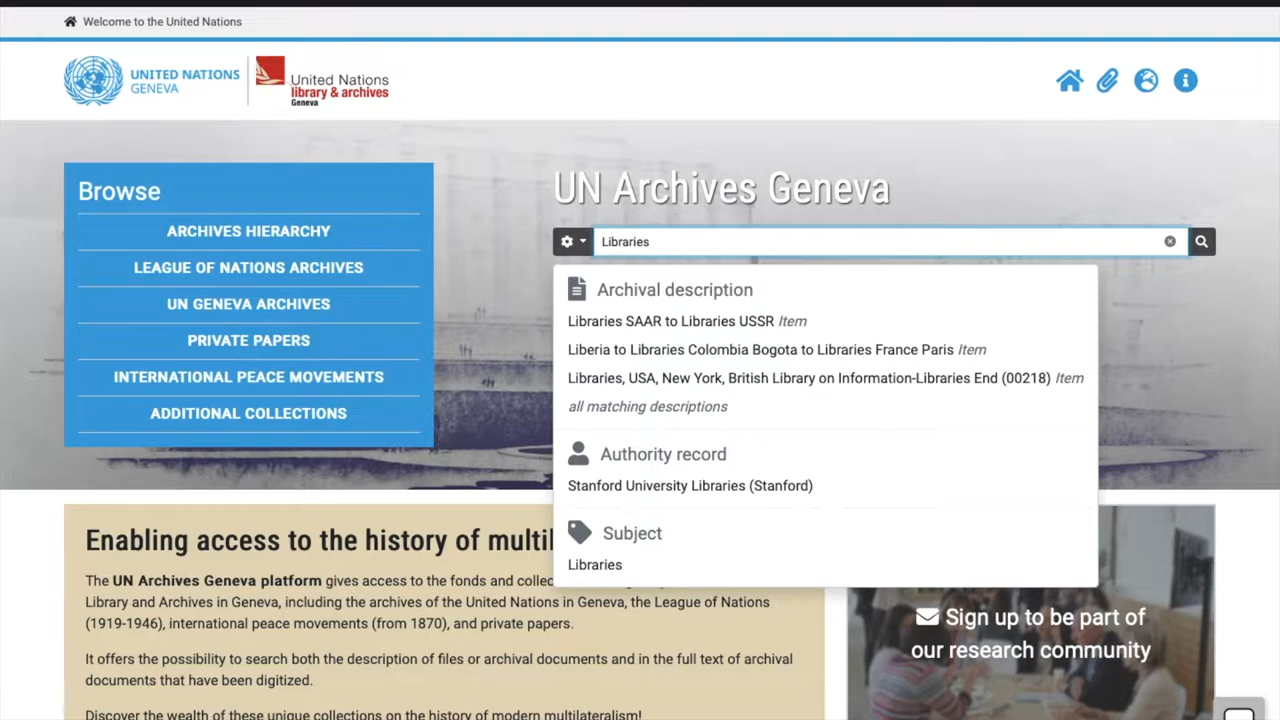 Welcome to the United Nations
UNITED NATIONS
GENEVA
United Nations
library & archives
Geneva
Browse
ARCHIVES HIERARCHY
LEAGUE OF NATIONS ARCHIVES
UN GENEVA ARCHIVES
PRIVATE PAPERS
INTERNATIONAL PEACE MOVEMENTS
ADDITIONAL COLLECTIONS
UN Archives Geneva
Libraries
Archival description
Libraries SAAR to Libraries USSR Item
Liberia to Libraries Colombia Bogota to Libraries France Paris Item
Libraries, USA, New York, British Library on Information-Libraries End (00218) Item
all matching descriptions
Authority record
Stanford University Libraries (Stanford)
Subject
Libraries
Enabling access to the history of
The UN Archives Geneva platform gives access to the fonds and
Library and Archives in Geneva, including the archives of the United Nations in Geneva, the League of Nations
(1919-1946), international peace movements (from 1870), and private papers.
It offers the possibility to search both the description of files or archival documents and in the full text of archival
documents that have been digitized.
Discover the wealth of these unique collections on the history of modern multilateralism!
Sign up to be part of
our research community